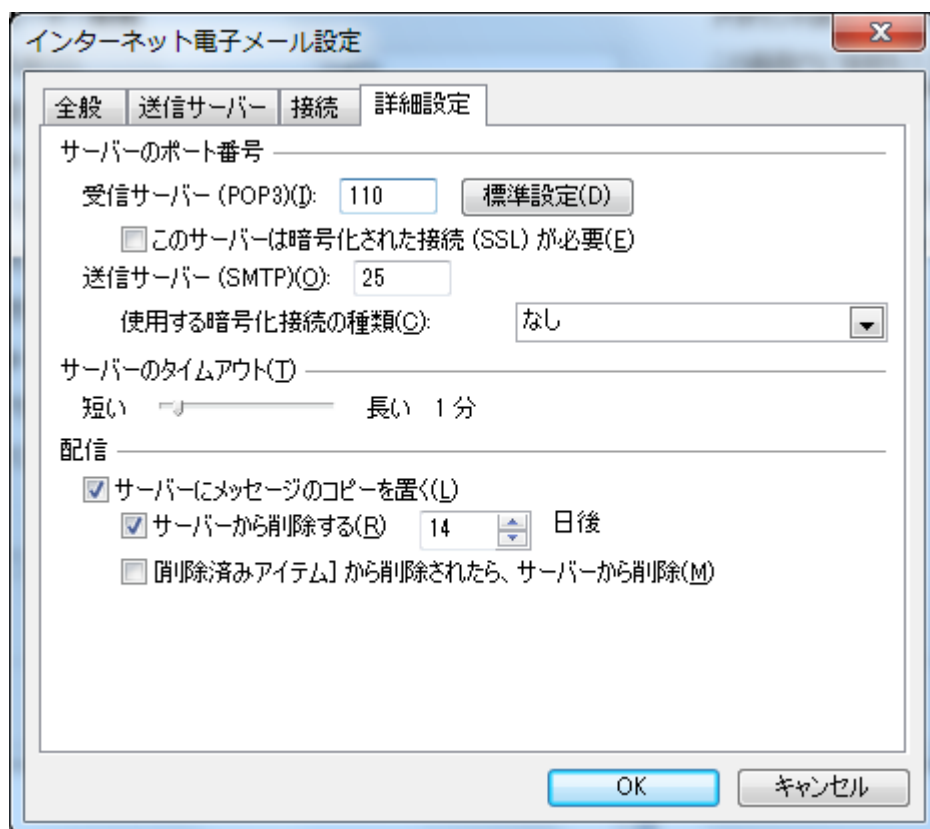 インターネット電子メール設定
全般 送信サーバー 接続 詳細設定
サーバーのポート番号
受信サーバー (POP3)(I): 110 標準設定(D)
このサーバーは暗号化された接続 (SSL) が必要(E)
送信サーバー (SMTP)(O): 25
使用する暗号化接続の種類(C): なし
サーバーのタイムアウト(T)
短い 長い 1 分
配信
サーバーにメッセージのコピーを置く(L)
サーバーから削除する(R) 14 日後
[削除済みアイテム] から削除されたら、サーバーから削除(M)
OK キャンセル